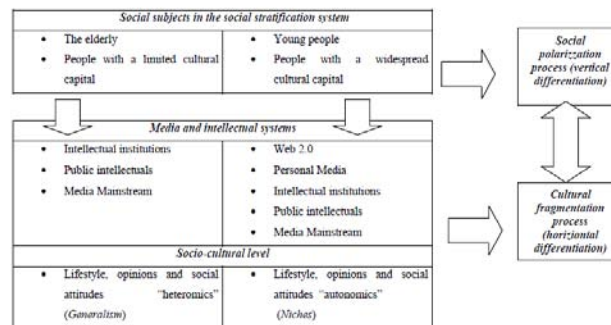 Social subjects in the social stratification system
• The elderly
• People with a limited cultural
capital
• Young people
• People with a widespread
cultural capital
Social
polarizzation
process (vertical
differentiation)
Media and intellectual systems
• Intellectual institutions
• Public intellectuals
• Media Mainstream
• Web 2.0
• Personal Media
• Intellectual institutions
• Public intellectuals
• Media Mainstream
Cultural
fragmentation
process
(horiziontal
differentiation)
Socio-cultural level
• Lifestyle, opinions and social
attitudes "heteromics"
(Generalism)
• Lifestyle, opinions and social
attitudes "autonomics"
(Niches)